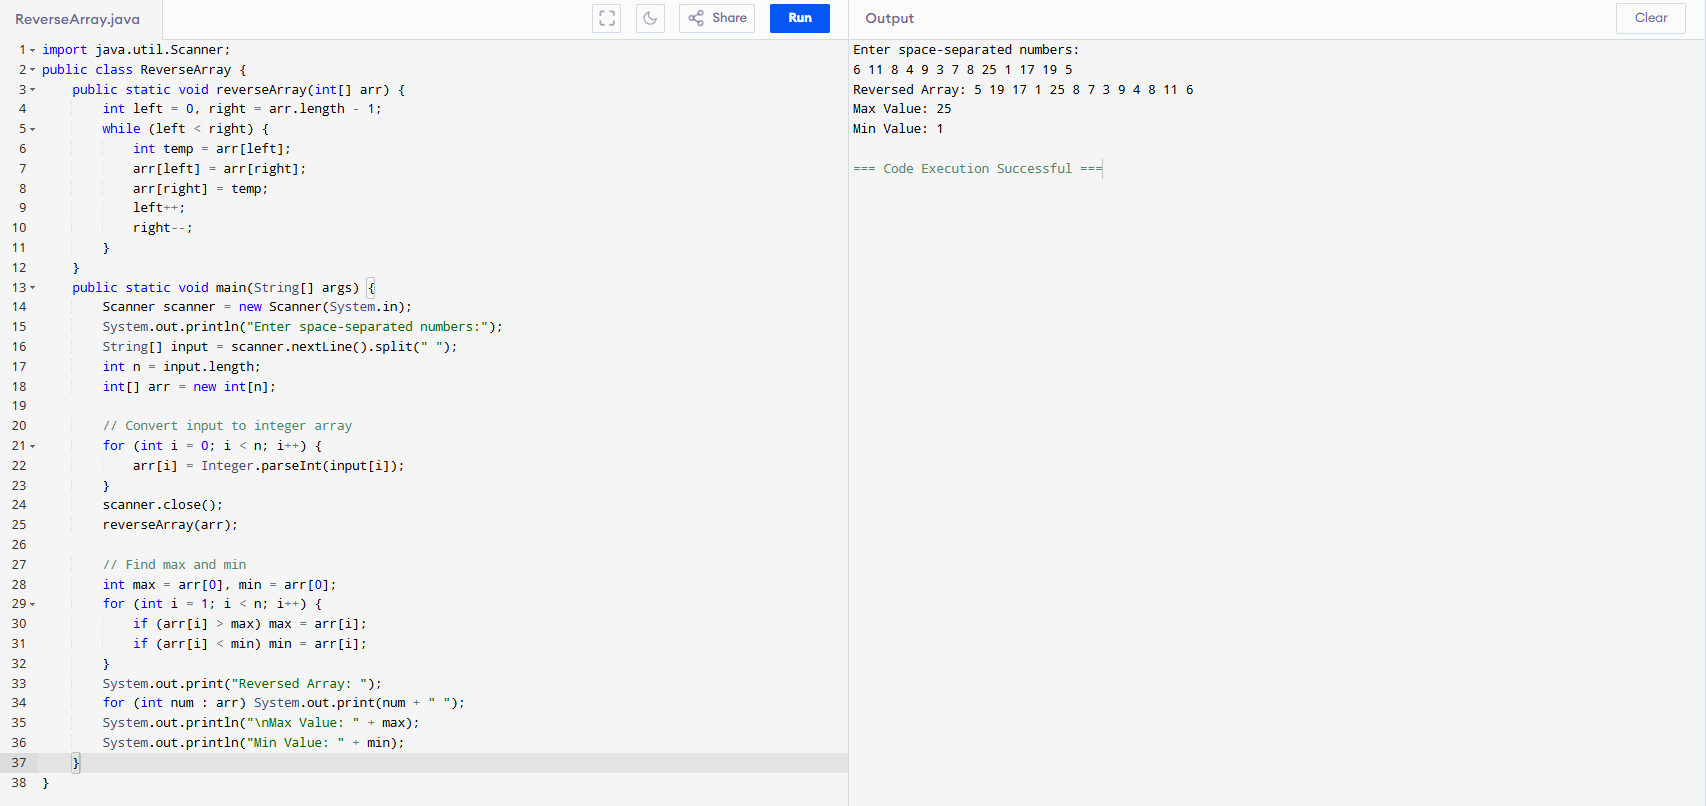 ReverseArray.java
Share
Run
1 import java.util.Scanner;
2 public class ReverseArray {
3     public static void reverseArray(int[] arr) {
4         int left = 0, right = arr.length - 1;
5         while (left < right) {
6             int temp = arr[left];
7             arr[left] = arr[right];
8             arr[right] = temp;
9             left++;
10             right--;
11         }
12     }
13     public static void main(String[] args) {
14         Scanner scanner = new Scanner(System.in);
15         System.out.println("Enter space-separated numbers:");
16         String[] input = scanner.nextLine().split(" ");
17         int n = input.length;
18         int[] arr = new int[n];
19
20         // Convert input to integer array
21         for (int i = 0; i < n; i++) {
22             arr[i] = Integer.parseInt(input[i]);
23         }
24         scanner.close();
25         reverseArray(arr);
26
27         // Find max and min
28         int max = arr[0], min = arr[0];
29         for (int i = 1; i < n; i++) {
30             if (arr[i] > max) max = arr[i];
31             if (arr[i] < min) min = arr[i];
32         }
33         System.out.print("Reversed Array: ");
34         for (int num : arr) System.out.print(num + " ");
35         System.out.println("\nMax Value: " + max);
36         System.out.println("Min Value: " + min);
37     }
38 }
Output
Clear
Enter space-separated numbers:
6 11 8 4 9 3 7 8 25 1 17 19 5
Reversed Array: 5 19 17 1 25 8 7 3 9 4 8 11 6
Max Value: 25
Min Value: 1
=== Code Execution Successful ===